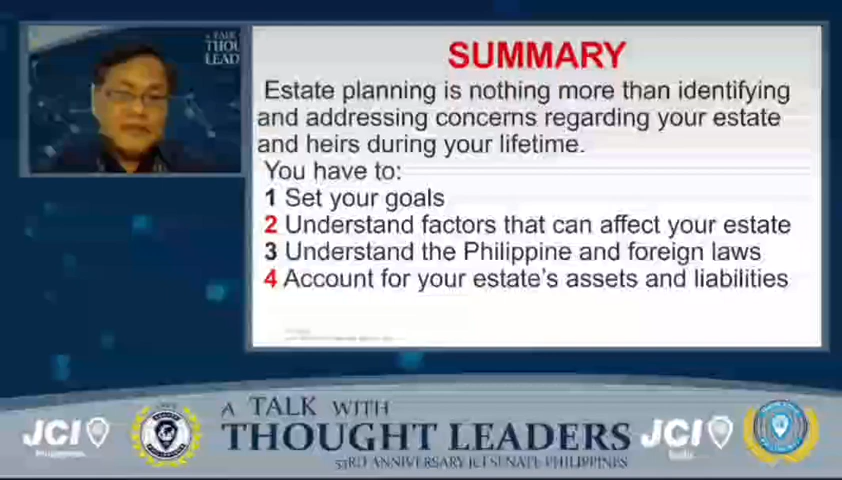 SUMMARY
Estate planning is nothing more than identifying
and addressing concerns regarding your estate
and heirs during your lifetime.
You have to:
1 Set your goals
2 Understand factors that can affect your estate
3 Understand the Philippine and foreign laws
4 Account for your estate's assets and liabilities
A TALK WITH
THOUGHT LEADERS
53RD ANNIVERSARY JCI SENATE PHILIPPINES
JCI
Philippines
JCI